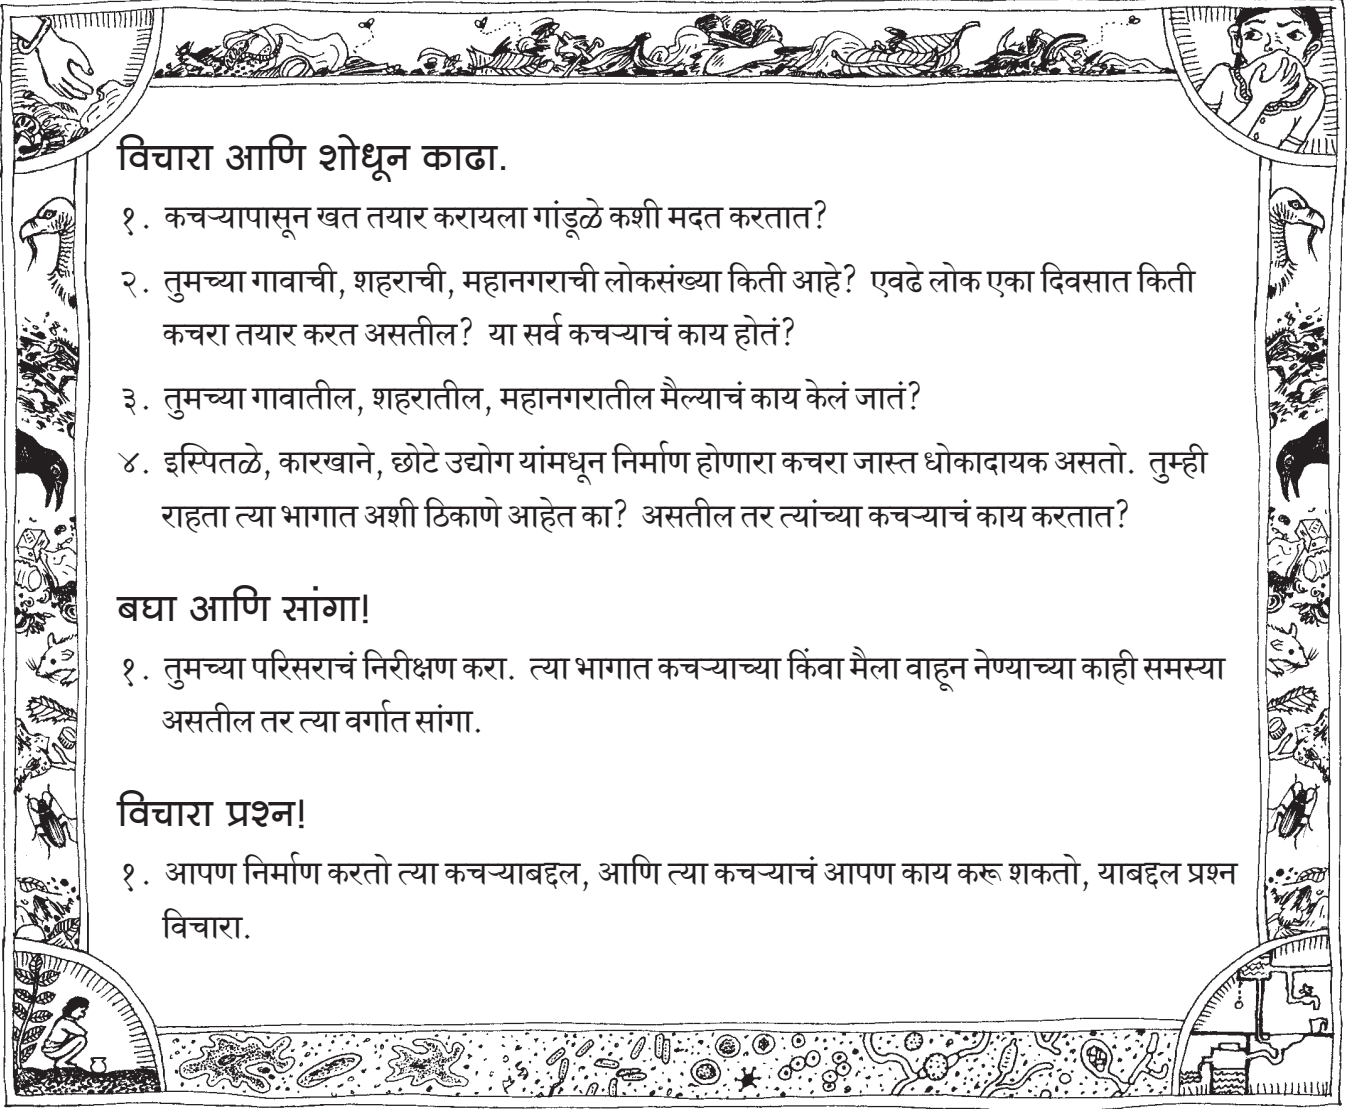 विचारा आणि शोधून काढा.
१. कचऱ्यापासून खत तयार करायला गांडूळे कशी मदत करतात?
२. तुमच्या गावाची, शहराची, महानगराची लोकसंख्या किती आहे? एवढे लोक एका दिवसात किती
कचरा तयार करत असतील? या सर्व कचऱ्याचं काय होतं?
३. तुमच्या गावातील, शहरातील, महानगरातील मैल्याचं काय केलं जातं?
४. इस्पितळे, कारखाने, छोटे उद्योग यांमधून निर्माण होणारा कचरा जास्त धोकादायक असतो. तुम्ही
राहता त्या भागात अशी ठिकाणे आहेत का? असतील तर त्यांच्या कचऱ्याचं काय करतात?
बघा आणि सांगा!
१. तुमच्या परिसराचं निरीक्षण करा. त्या भागात कचऱ्याच्या किंवा मैला वाहून नेण्याच्या काही समस्या
असतील तर त्या वर्गात सांगा.
विचारा प्रश्न!
१. आपण निर्माण करतो त्या कचऱ्याबद्दल, आणि त्या कचऱ्याचं आपण काय करू शकतो, याबद्दल प्रश्न
विचारा.